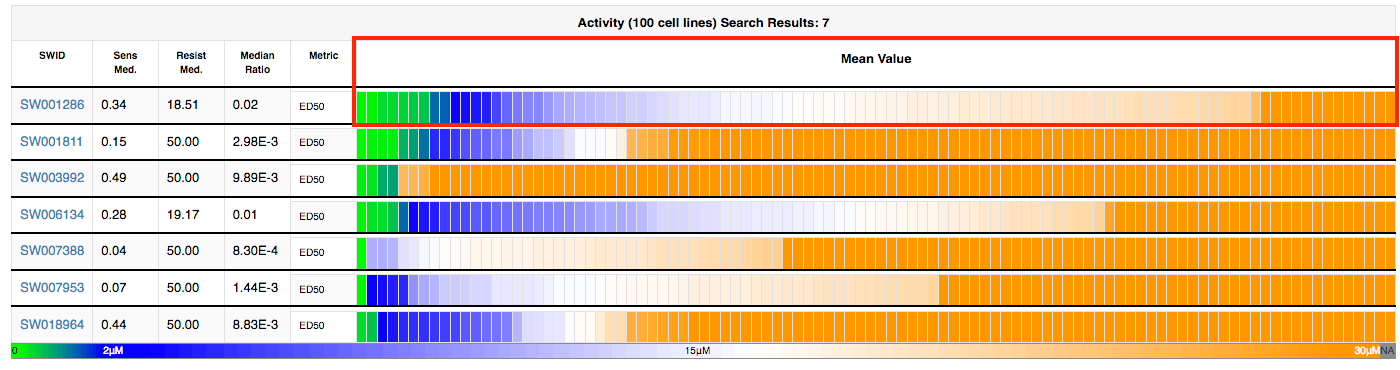 Activity (100 cell lines) Search Results: 7
SWID Sens Med. Resist Med. Median Ratio Metric Mean Value
SW001286 0.34 18.51 0.02 ED50
SW001811 0.15 50.00 2.98E-3 ED50
SW003992 0.49 50.00 9.89E-3 ED50
SW006134 0.28 19.17 0.01 ED50
SW007388 0.04 50.00 8.30E-4 ED50
SW007953 0.07 50.00 1.44E-3 ED50
SW018964 0.44 50.00 8.83E-3 ED50
0 2µM 15µM 30µM NA